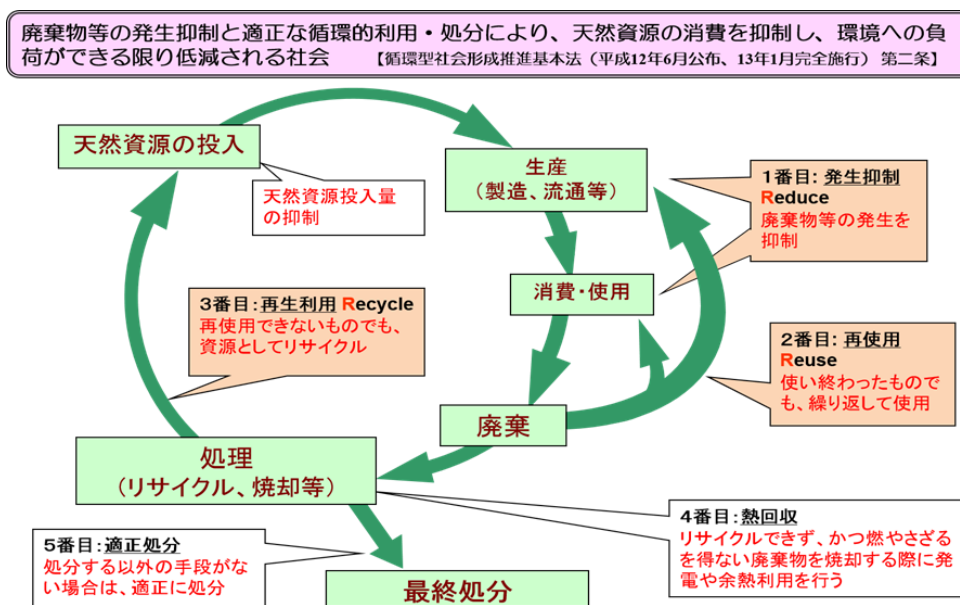 廃棄物等の発生抑制と適正な循環的利用・処分により、天然資源の消費を抑制し、環境への負
荷ができる限り低減される社会 【循環型社会形成推進基本法（平成12年6月公布、13年1月完全施行） 第二条】
天然資源の投入
天然資源投入量
の抑制
生産
（製造、流通等）
1番目: 発生抑制
Reduce
廃棄物等の発生を
抑制
消費・使用
3番目: 再生利用 Recycle
再使用できないものでも、
資源としてリサイクル
2番目: 再使用
Reuse
使い終わったもので
も、繰り返して使用
廃棄
処理
（リサイクル、焼却等）
4番目: 熱回収
リサイクルできず、かつ燃やさざる
を得ない廃棄物を焼却する際に発
電や余熱利用を行う
5番目: 適正処分
処分する以外の手段がな
い場合は、適正に処分
最終処分